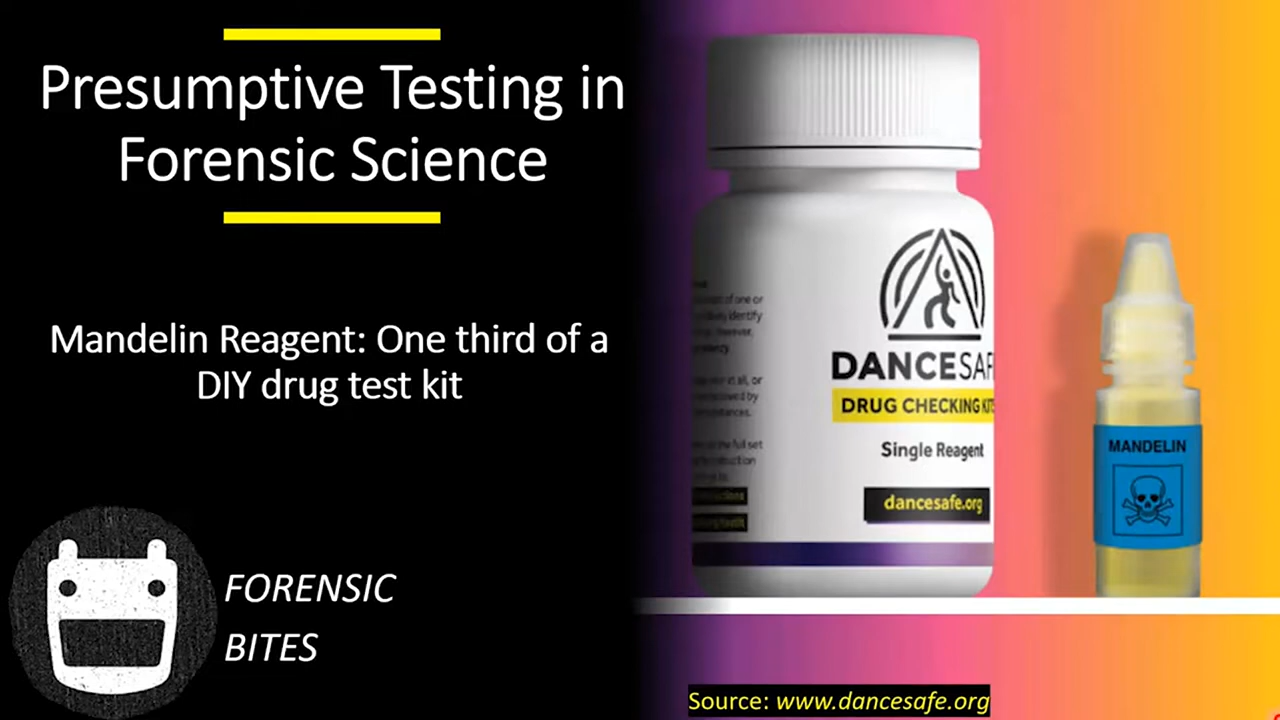 Presumptive Testing in
Forensic Science
Mandelin Reagent: One third of a
DIY drug test kit
FORENSIC
BITES
DANCESAF
DRUG CHECKING KITS
Single Reagent
dancesafe.org
MANDELIN
Source: www.dancesafe.org